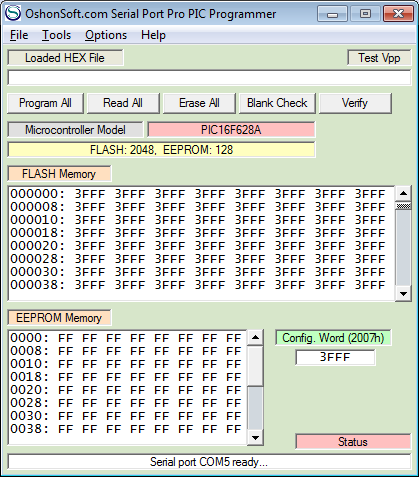 OshonSoft.com Serial Port Pro PIC Programmer
File Tools Options Help
Loaded HEX File Test Vpp
Program All Read All Erase All Blank Check Verify
Microcontroller Model PIC16F628A
FLASH: 2048, EEPROM: 128
FLASH Memory
000000: 3FFF 3FFF 3FFF 3FFF 3FFF 3FFF 3FFF 3FFF
000008: 3FFF 3FFF 3FFF 3FFF 3FFF 3FFF 3FFF 3FFF
000010: 3FFF 3FFF 3FFF 3FFF 3FFF 3FFF 3FFF 3FFF
000018: 3FFF 3FFF 3FFF 3FFF 3FFF 3FFF 3FFF 3FFF
000020: 3FFF 3FFF 3FFF 3FFF 3FFF 3FFF 3FFF 3FFF
000028: 3FFF 3FFF 3FFF 3FFF 3FFF 3FFF 3FFF 3FFF
000030: 3FFF 3FFF 3FFF 3FFF 3FFF 3FFF 3FFF 3FFF
000038: 3FFF 3FFF 3FFF 3FFF 3FFF 3FFF 3FFF 3FFF
EEPROM Memory
0000: FF FF FF FF FF FF FF FF
0008: FF FF FF FF FF FF FF FF
0010: FF FF FF FF FF FF FF FF
0018: FF FF FF FF FF FF FF FF
0020: FF FF FF FF FF FF FF FF
0028: FF FF FF FF FF FF FF FF
0030: FF FF FF FF FF FF FF FF
0038: FF FF FF FF FF FF FF FF
Config. Word (2007h)
3FFF
Status
Serial port COM5 ready...